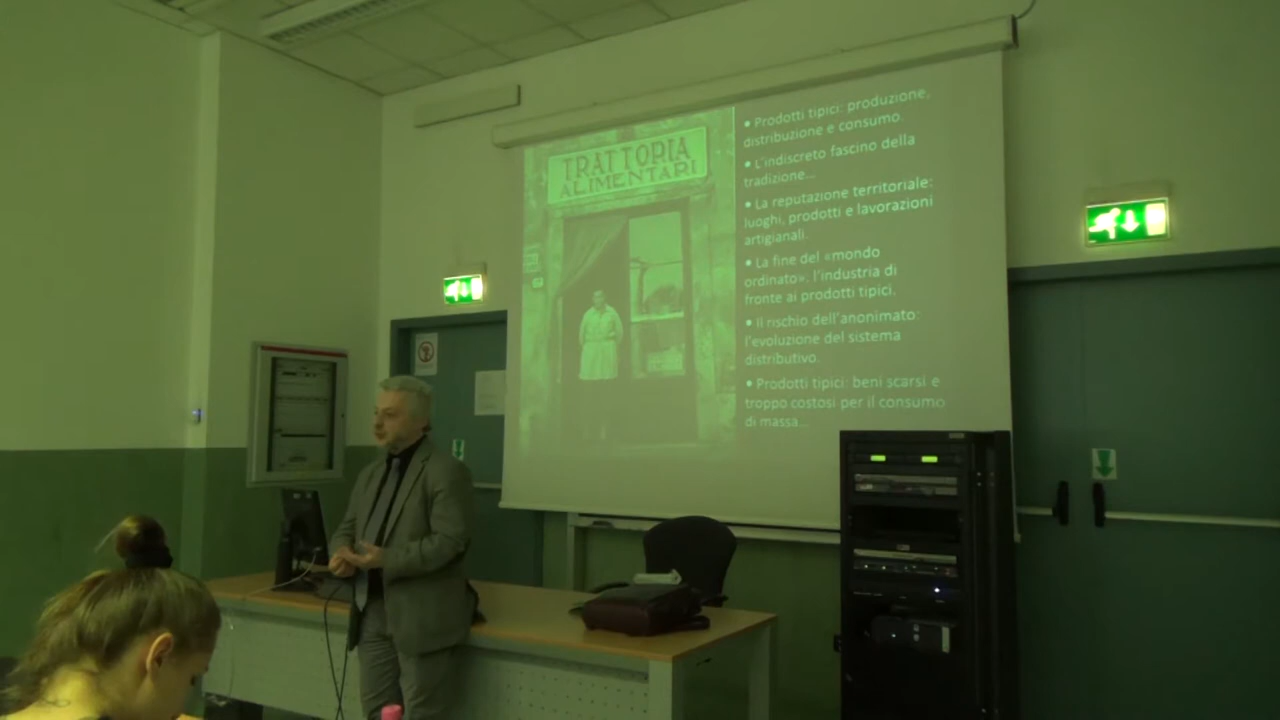 TRATTORIA
ALIMENTARI
• Prodotti tipici: produzione,
distribuzione e consumo.
• L'indiscreto fascino della
tradizione...
• La reputazione territoriale:
luoghi, prodotti e lavorazioni
artigianali.
• La fine del «mondo
ordinato»: l'industria di
fronte ai prodotti tipici.
• Il rischio dell'anonimato:
l'evoluzione del sistema
distributivo.
• Prodotti tipici: beni scarsi e
troppo costosi per il consumo
di massa...